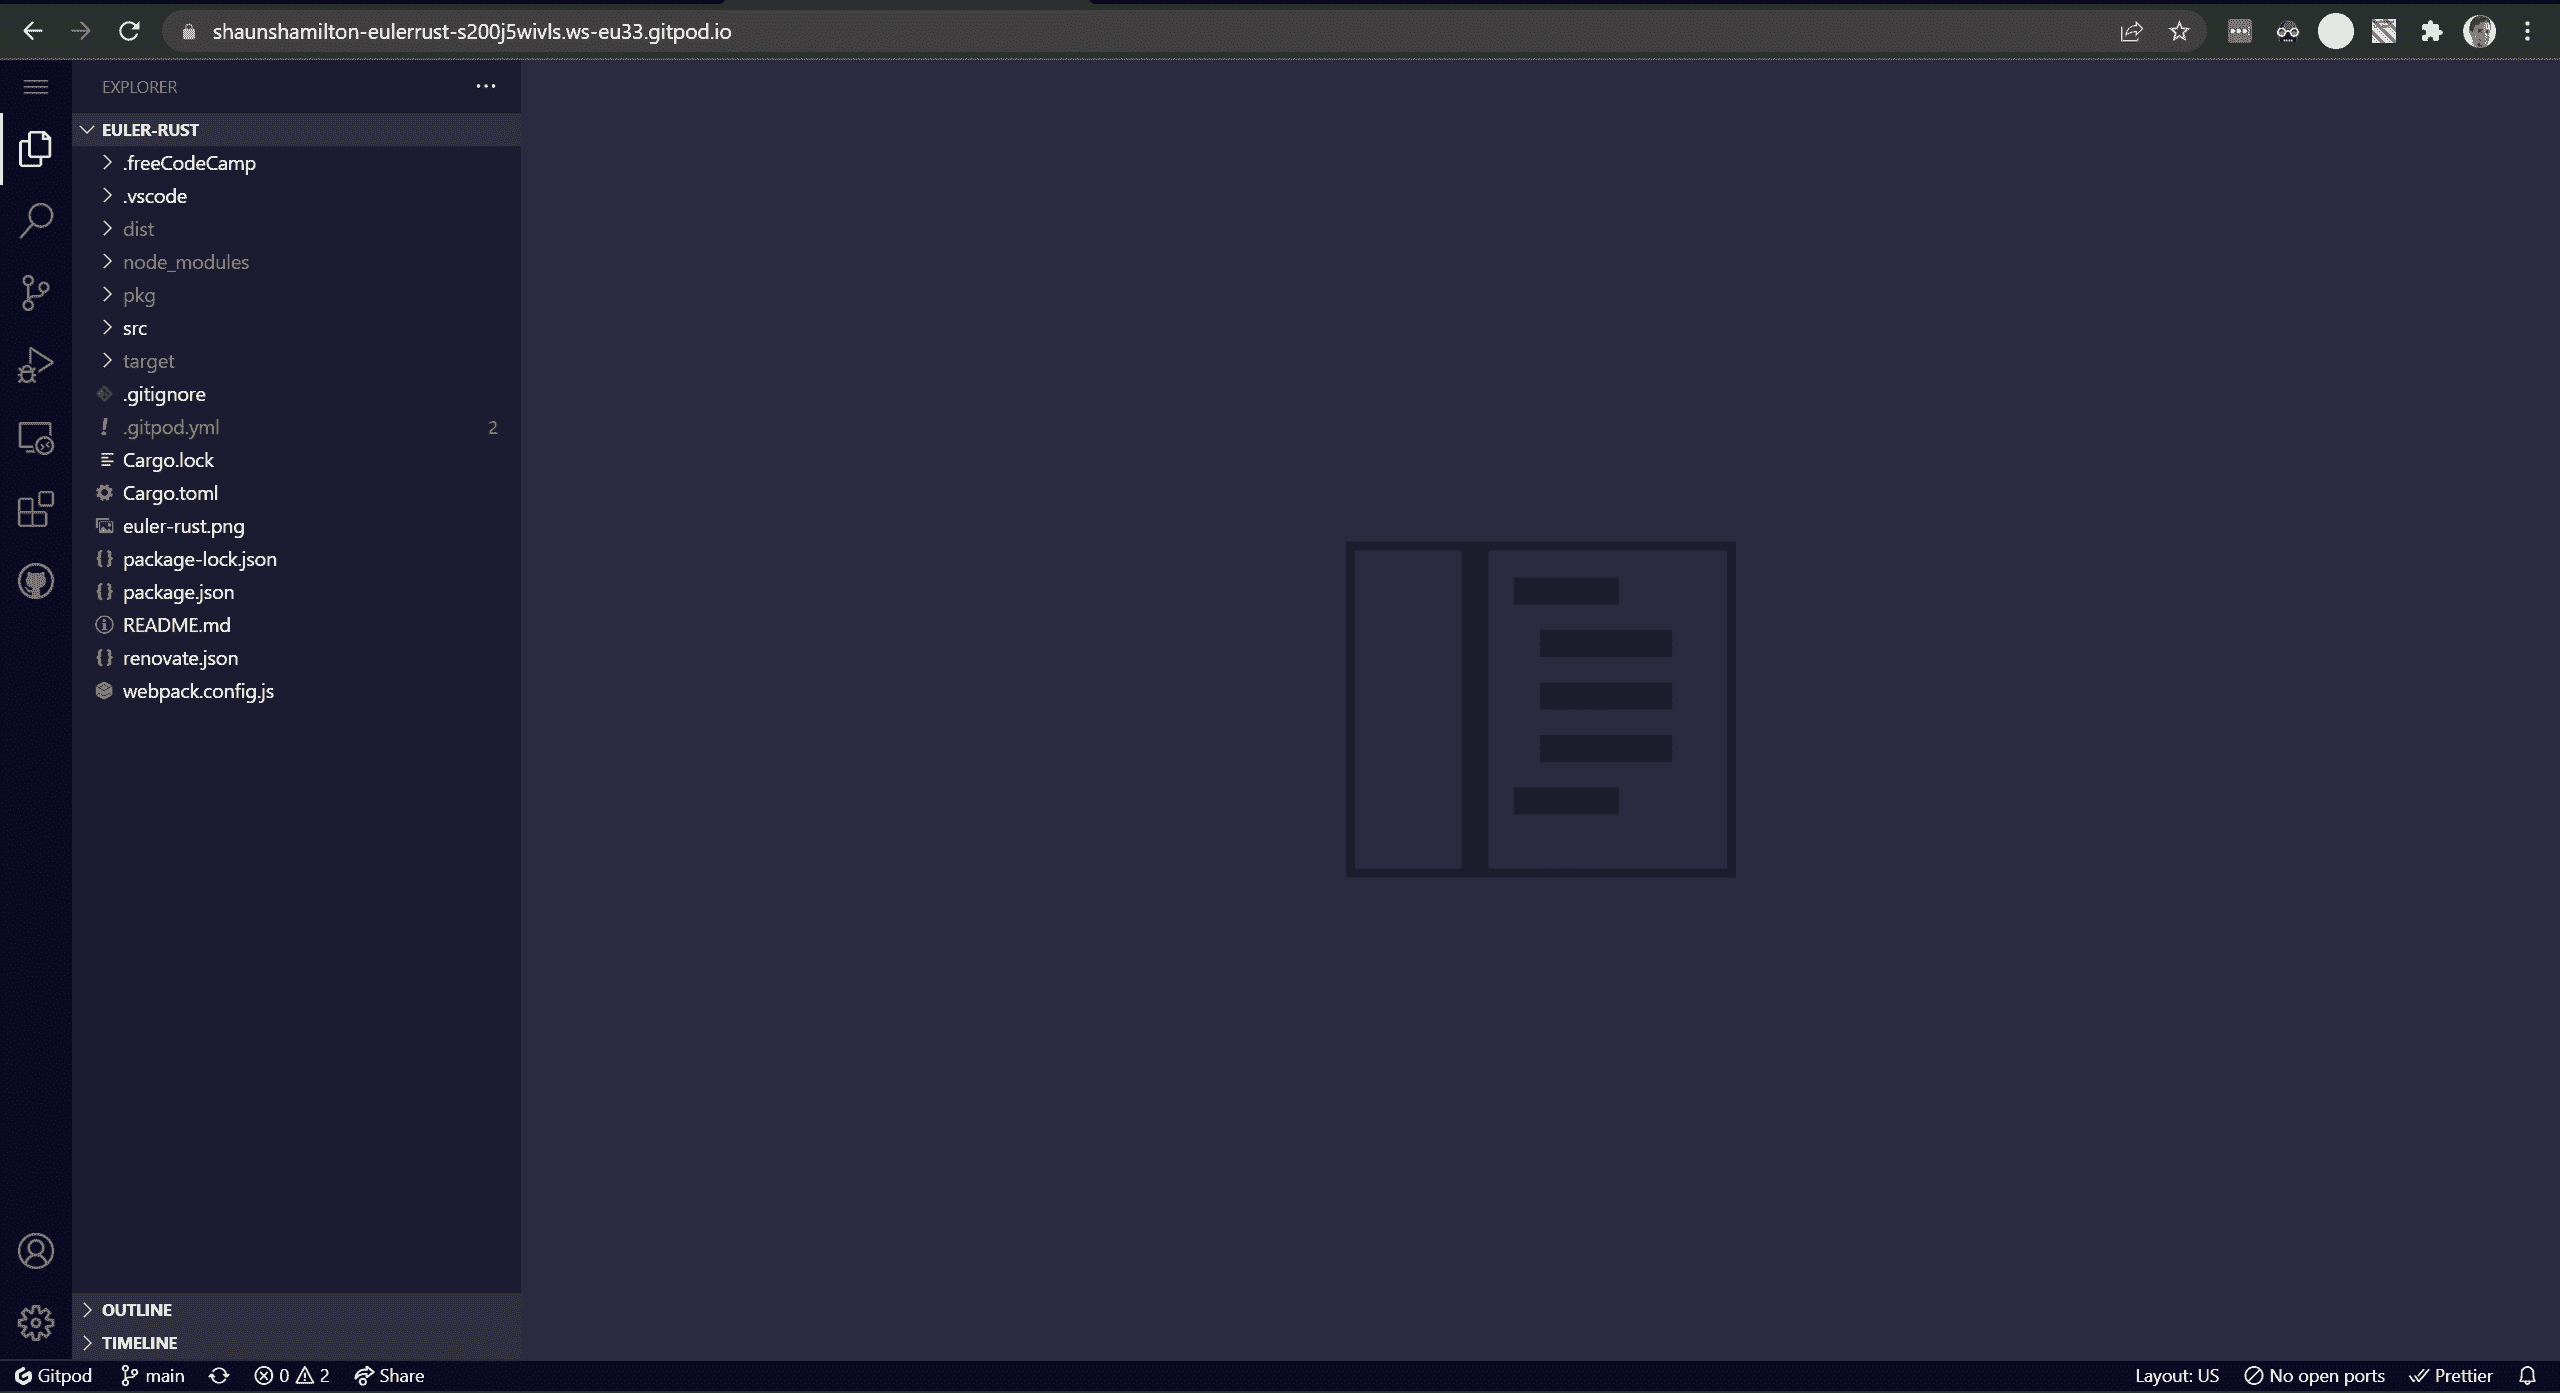 shaunshamilton-eulerrust-s200j5wivls.ws-eu33.gitpod.io
EXPLORER
EULER-RUST
.freeCodeCamp
.vscode
dist
node_modules
pkg
src
target
.gitignore
.gitpod.yml 2
Cargo.lock
Cargo.toml
euler-rust.png
package-lock.json
package.json
README.md
renovate.json
webpack.config.js
OUTLINE
TIMELINE
Gitpod main 0 2 Share Layout: US No open ports Prettier